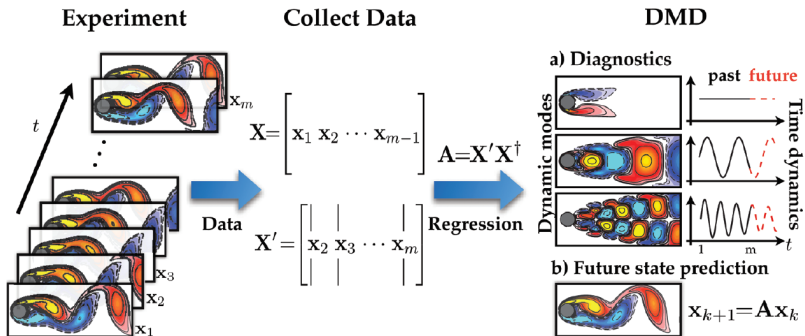 Experiment
Collect Data
DMD
t
x_m
x_3
x_2
x_1
Data
X = [ x_1 x_2 ⋯ x_{m−1} ]
X′ = [ x_2 x_3 ⋯ x_m ]
A=X′X†
Regression
a) Diagnostics
Dynamic modes
past future
Time dynamics
1 m t
b) Future state prediction
x_{k+1}=Ax_k